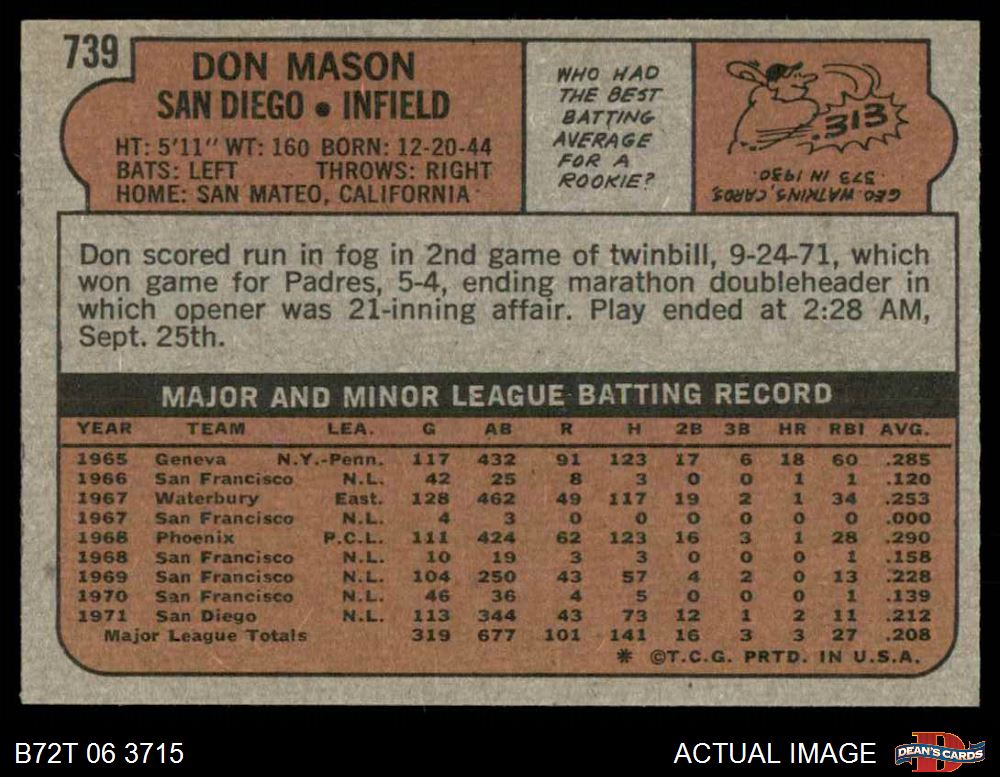 739
DON MASON
SAN DIEGO • INFIELD
HT: 5'11" WT: 160 BORN: 12-20-44
BATS: LEFT THROWS: RIGHT
HOME: SAN MATEO, CALIFORNIA
WHO HAD
THE BEST
BATTING
AVERAGE
FOR A
ROOKIE?
GEO. WATKINS, CARDS,
.373 IN 1930.
.313
Don scored run in fog in 2nd game of twinbill, 9-24-71, which
won game for Padres, 5-4, ending marathon doubleheader in
which opener was 21-inning affair. Play ended at 2:28 AM,
Sept. 25th.
MAJOR AND MINOR LEAGUE BATTING RECORD
YEAR TEAM LEA. G AB R H 2B 3B HR RBI AVG.
1965 Geneva N.Y.-Penn. 117 432 91 123 17 6 18 60 .285
1966 San Francisco N.L. 42 25 8 3 0 0 1 1 .120
1967 Waterbury East. 128 462 49 117 19 2 1 34 .253
1967 San Francisco N.L. 4 3 0 0 0 0 0 0 .000
1968 Phoenix P.C.L. 111 424 62 123 16 3 1 28 .290
1968 San Francisco N.L. 10 19 3 3 0 0 0 1 .158
1969 San Francisco N.L. 104 250 43 57 4 2 0 13 .228
1970 San Francisco N.L. 46 36 4 5 0 0 0 1 .139
1971 San Diego N.L. 113 344 43 73 12 1 2 11 .212
Major League Totals 319 677 101 141 16 3 3 27 .208
* ©T.C.G. PRTD. IN U.S.A.
B72T 06 3715
ACTUAL IMAGE
D
DEAN'S CARDS